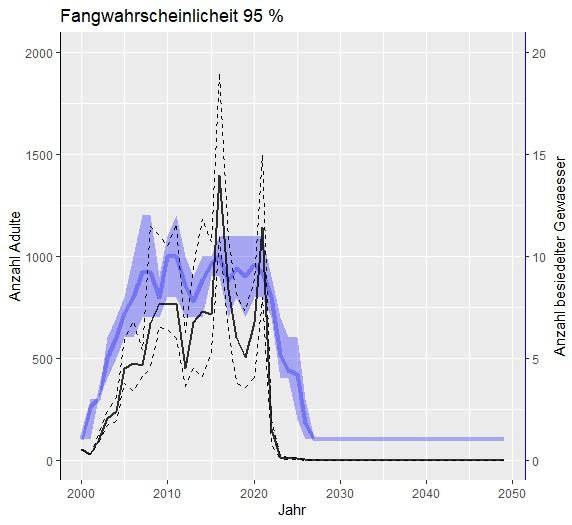 Fangwahrscheinlicheit 95 %
2000
1500
1000
500
0
Anzahl Adulte
20
15
10
5
0
Anzahl besiedelter Gewaesser
2000 2010 2020 2030 2040 2050
Jahr